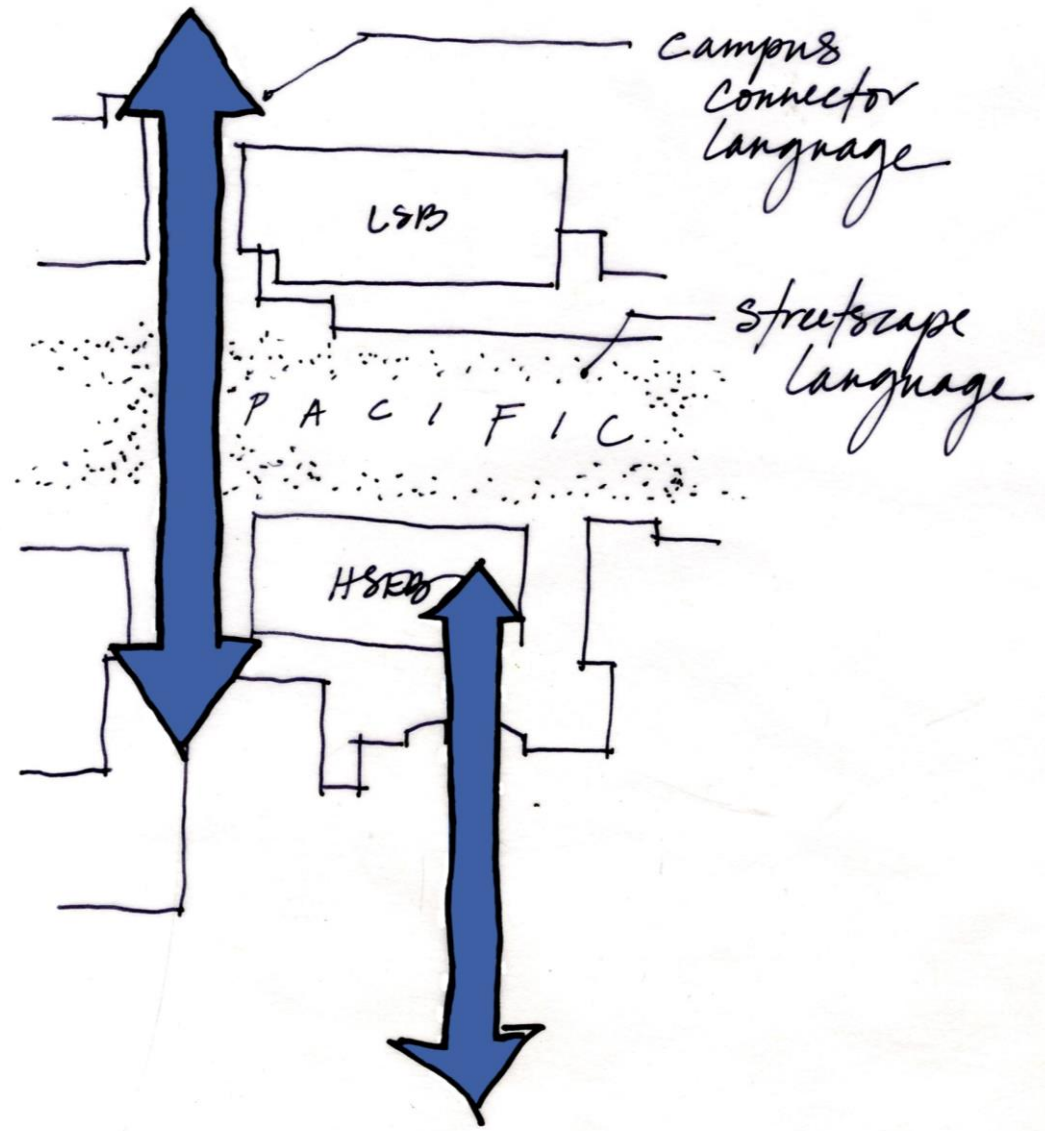 campus
connector
language
LSB
streetscape
language
PACIFIC
HSEB